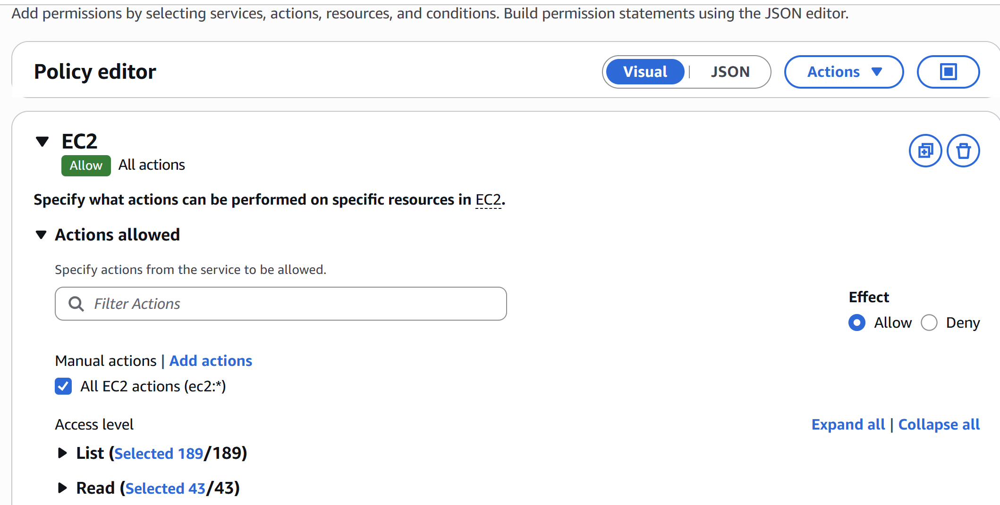 Add permissions by selecting services, actions, resources, and conditions. Build permission statements using the JSON editor.
Policy editor
Visual | JSON
Actions
EC2
Allow All actions
Specify what actions can be performed on specific resources in EC2.
Actions allowed
Specify actions from the service to be allowed.
Filter Actions
Effect
Allow Deny
Manual actions | Add actions
All EC2 actions (ec2:*)
Access level
Expand all | Collapse all
List (Selected 189/189)
Read (Selected 43/43)